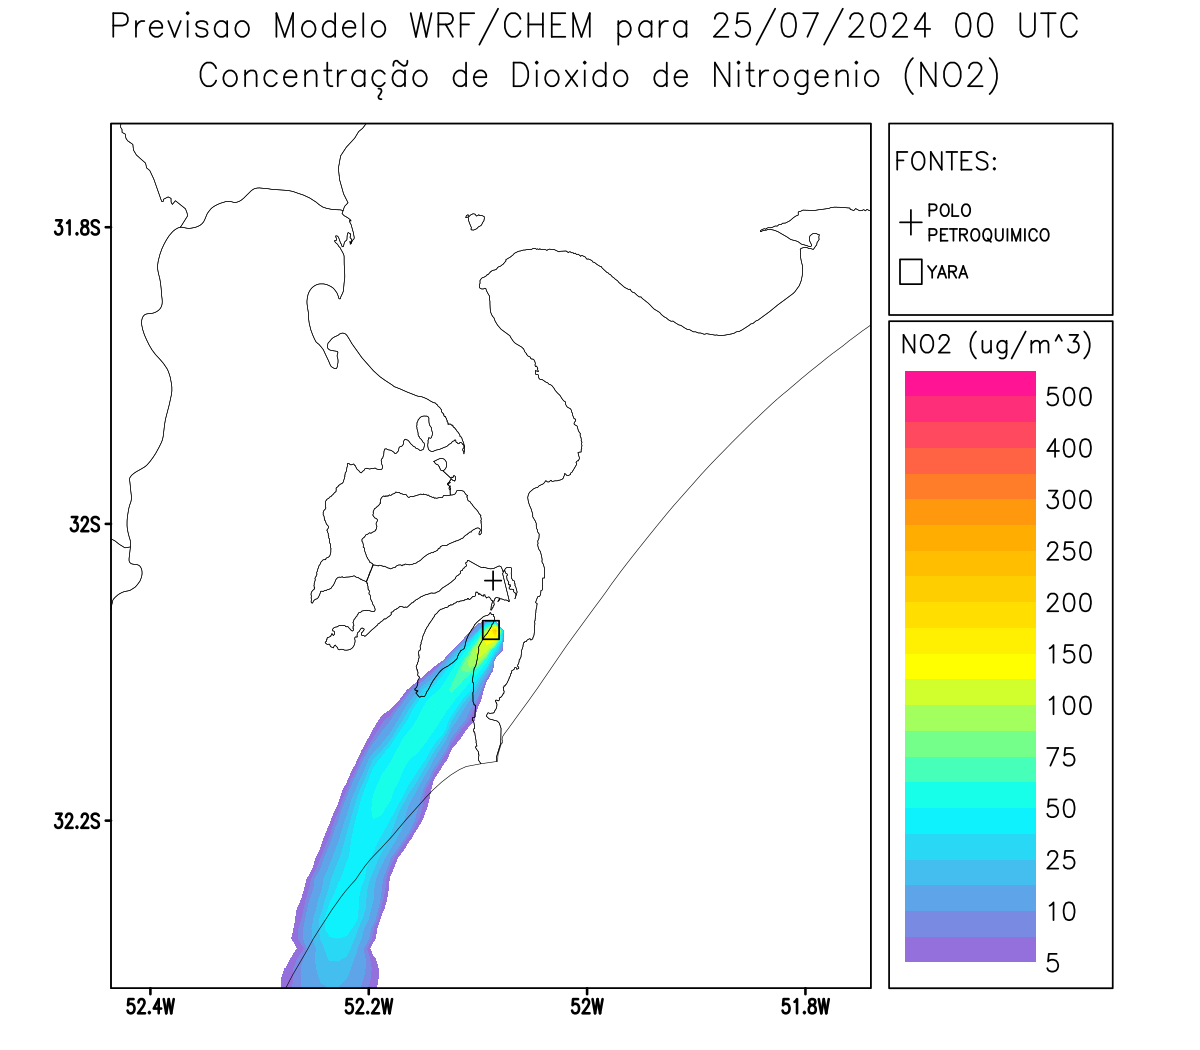 Previsao Modelo WRF/CHEM para 25/07/2024 00 UTC
Concentração de Dioxido de Nitrogenio (NO2)
FONTES:
POLO
PETROQUIMICO
YARA
NO2 (ug/m^3)
500
400
300
250
200
150
100
75
50
25
10
5
31.8S
32S
32.2S
52.4W
52.2W
52W
51.8W